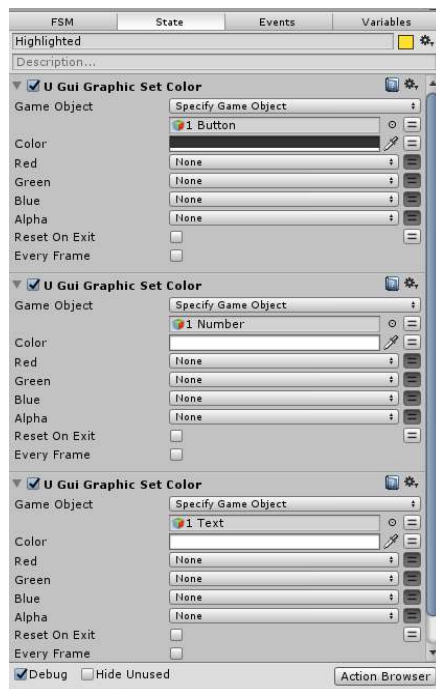 FSM State Events Variables
Highlighted
Description...
U Gui Graphic Set Color
Game Object Specify Game Object
1 Button
Color
Red None
Green None
Blue None
Alpha None
Reset On Exit
Every Frame
U Gui Graphic Set Color
Game Object Specify Game Object
1 Number
Color
Red None
Green None
Blue None
Alpha None
Reset On Exit
Every Frame
U Gui Graphic Set Color
Game Object Specify Game Object
1 Text
Color
Red None
Green None
Blue None
Alpha None
Reset On Exit
Every Frame
Debug Hide Unused Action Browser